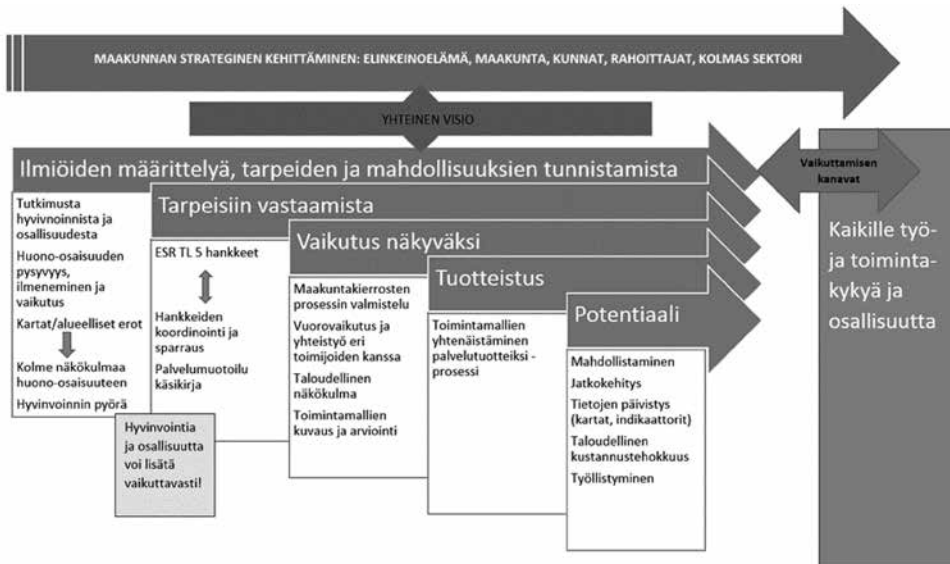 MAAKUNNAN STRATEGINEN KEHITTÄMINEN: ELINKEINOELÄMÄ, MAAKUNTA, KUNNAT, RAHOITTAJAT, KOLMAS SEKTORI
YHTEINEN VISIO
Ilmiöiden määrittelyä, tarpeiden ja mahdollisuuksien tunnistamista
Tutkimusta
hyvivnoinnista ja
osallisuudesta
Huono-osaisuuden
pysyvyys,
ilmeneminen ja
vaikutus
Kartat/alueelliset erot
Kolme näkökulmaa
huono-osaisuuteen
Hyvinvoinnin pyörä
Tarpeisiin vastaamista
ESR TL 5 hankkeet
Hankkeiden
koordinointi ja
sparraus
Palvelumuotoilu
käsikirja
Hyvinvointia
ja osallisuutta
voi lisätä
vaikuttavasti!
Vaikutus näkyväksi
Maakuntakierrosten
prosessin valmistelu
Vuorovaikutus ja
yhteistyö eri
toimijoiden kanssa
Taloudellinen
näkökulma
Toimintamallien
kuvaus ja arviointi
Tuotteistus
Toimintamallien
yhtenäistäminen
palvelutuotteiksi -
prosessi
Potentiaali
Mahdollistaminen
Jatkokehitys
Tietojen päivistys
(kartat, indikaattorit)
Taloudellinen
kustannustehokkuus
Työllistyminen
Vaikuttamisen
kanavat
Kaikille työ-
ja toiminta-
kykyä ja
osallisuutta